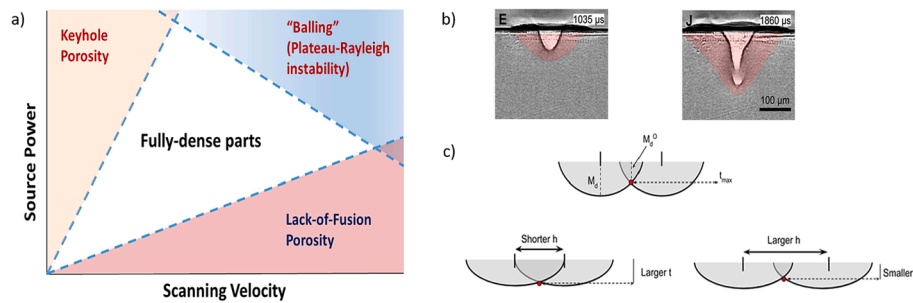 a)
Keyhole
Porosity
“Balling”
(Plateau-Rayleigh
instability)
Fully-dense parts
Lack-of-Fusion
Porosity
Source Power
Scanning Velocity
b)
E
1035 µs
J
1860 µs
100 µm
c)
M_d^O
M_d
t_max
Shorter h
Larger t
Larger h
Smaller